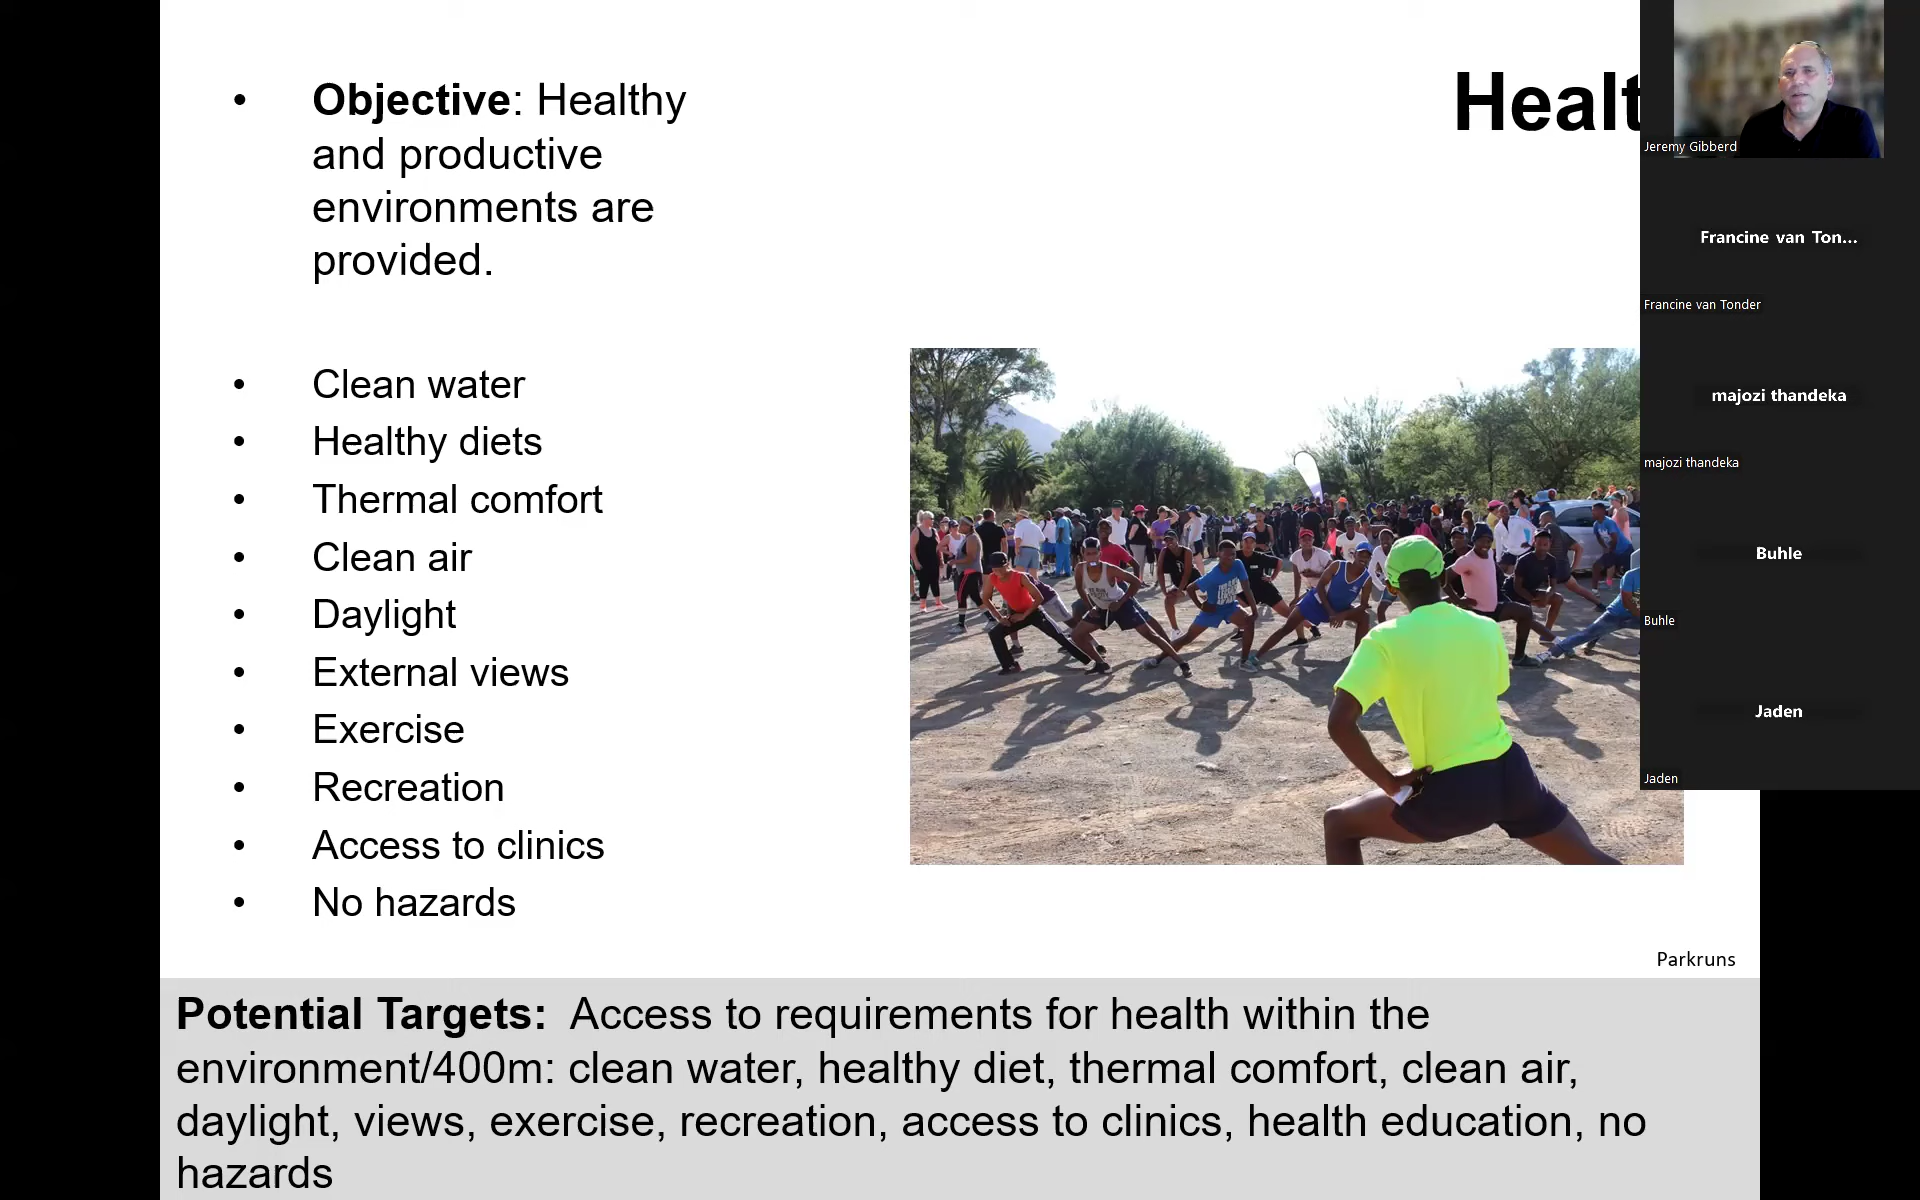 • Objective: Healthy
and productive
environments are
provided.
• Clean water
• Healthy diets
• Thermal comfort
• Clean air
• Daylight
• External views
• Exercise
• Recreation
• Access to clinics
• No hazards
Healt
Parkruns
Potential Targets: Access to requirements for health within the
environment/400m: clean water, healthy diet, thermal comfort, clean air,
daylight, views, exercise, recreation, access to clinics, health education, no
hazards
Jeremy Gibberd
Francine van Ton...
Francine van Tonder
majozi thandeka
majozi thandeka
Buhle
Buhle
Jaden
Jaden